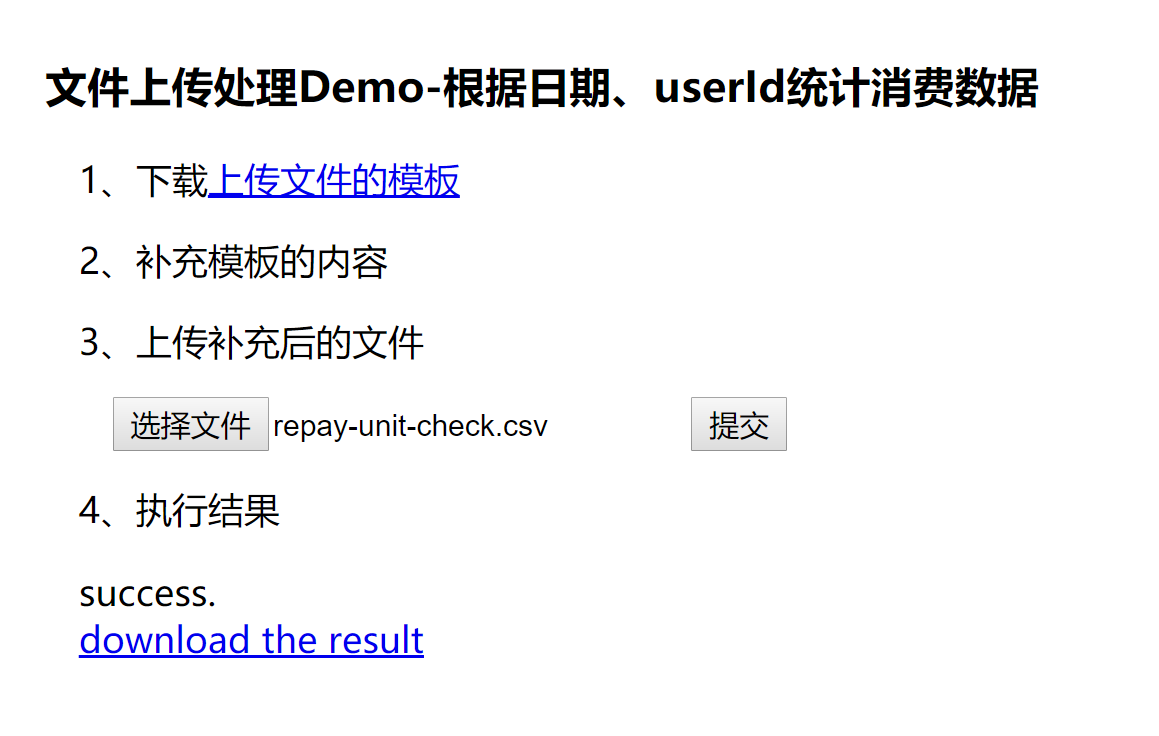 文件上传处理Demo-根据日期、userId统计消费数据
1、下载上传文件的模板
2、补充模板的内容
3、上传补充后的文件
选择文件 repay-unit-check.csv 提交
4、执行结果
success.
download the result